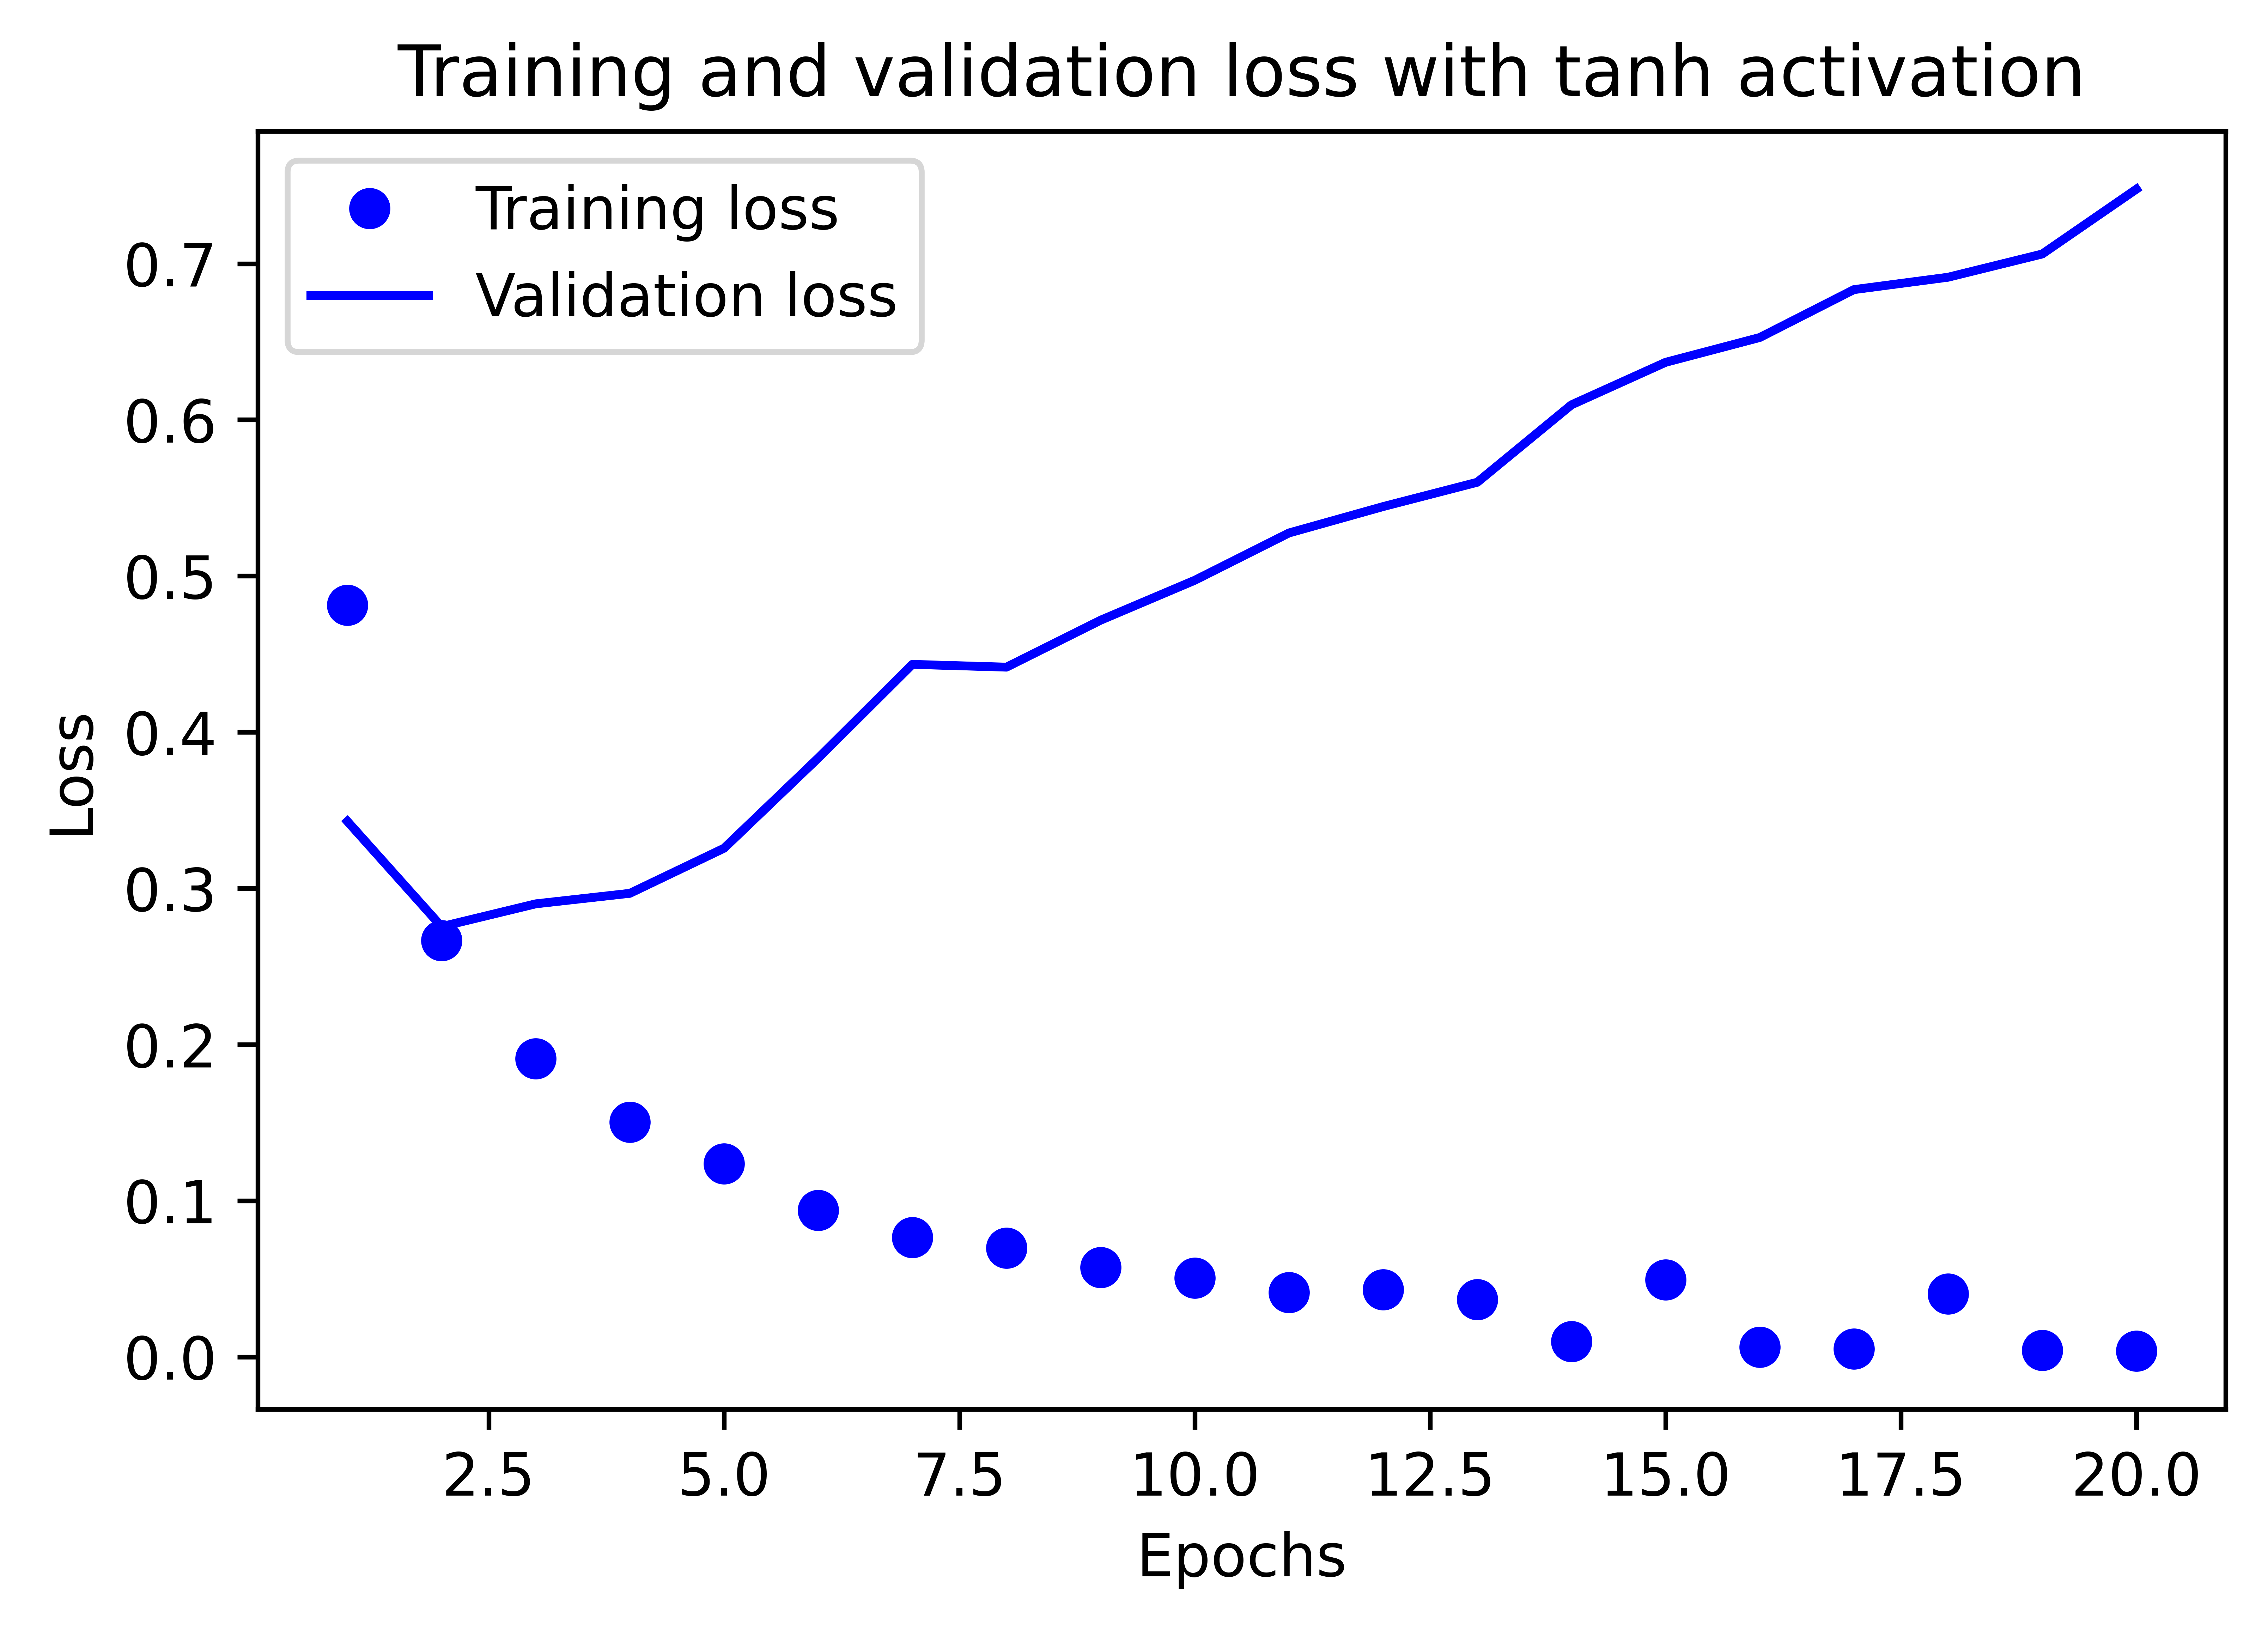 Training and validation loss with tanh activation
Training loss
Validation loss
0.7
0.6
0.5
0.4
0.3
0.2
0.1
0.0
Loss
2.5 5.0 7.5 10.0 12.5 15.0 17.5 20.0
Epochs